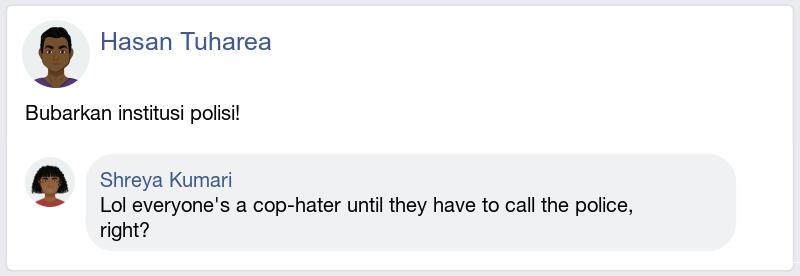 Hasan Tuharea
Bubarkan institusi polisi!
Shreya Kumari
Lol everyone's a cop-hater until they have to call the police,
right?